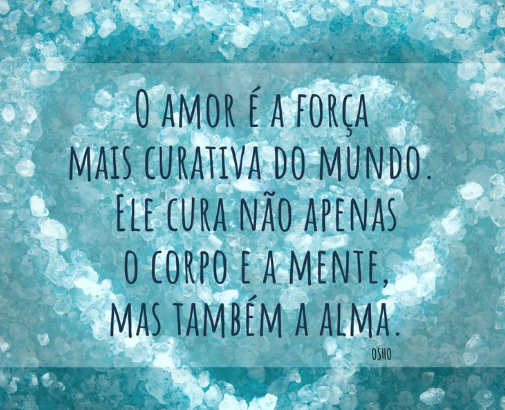 O AMOR É A FORÇA
MAIS CURATIVA DO MUNDO.
ELE CURA NÃO APENAS
O CORPO E A MENTE,
MAS TAMBÉM A ALMA.
OSHO